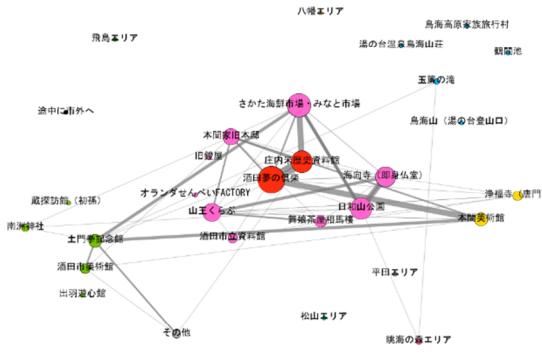 八幡エリア
鳥海高原家族旅行村
飛鳥エリア
湯の台温泉鳥海山荘
鶴間池
玉簾の滝
さかた海鮮市場・みなと市場
途中に市外へ
鳥海山(湯の台登山口)
本間家旧本邸
旧鐙屋
庄内米歴史資料館
酒田夢の倶楽
海向寺(即身仏堂)
オランダせんべいFACTORY
蔵探訪館(初孫)
浄福寺(唐門
山王くらぶ
日和山公園
南洲神社
舞娘茶屋相馬樓
本間美術館
土門拳記念館
酒田市立資料館
酒田市美術館
平田エリア
出羽遊心館
松山エリア
その他
眺海の森エリア